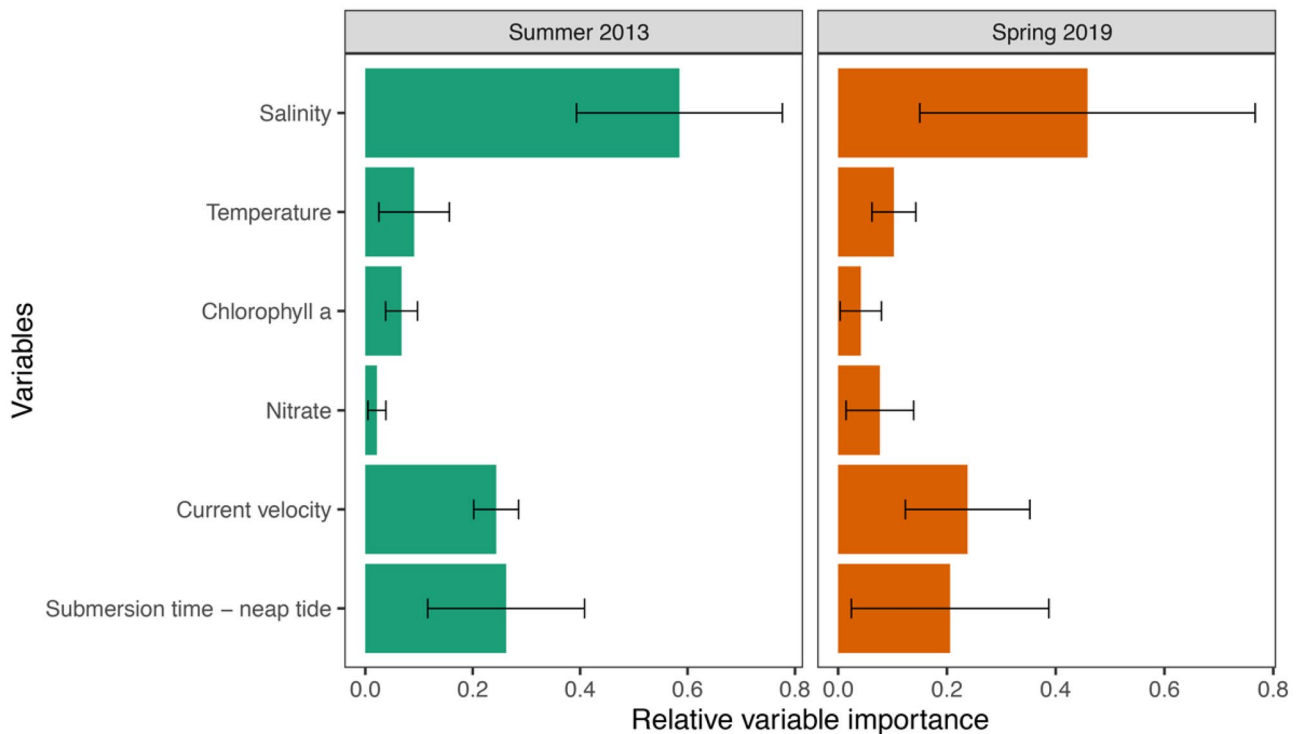 Summer 2013
Spring 2019
Variables
Salinity
Temperature
Chlorophyll a
Nitrate
Current velocity
Submersion time – neap tide
0.0 0.2 0.4 0.6 0.8
0.0 0.2 0.4 0.6 0.8
Relative variable importance